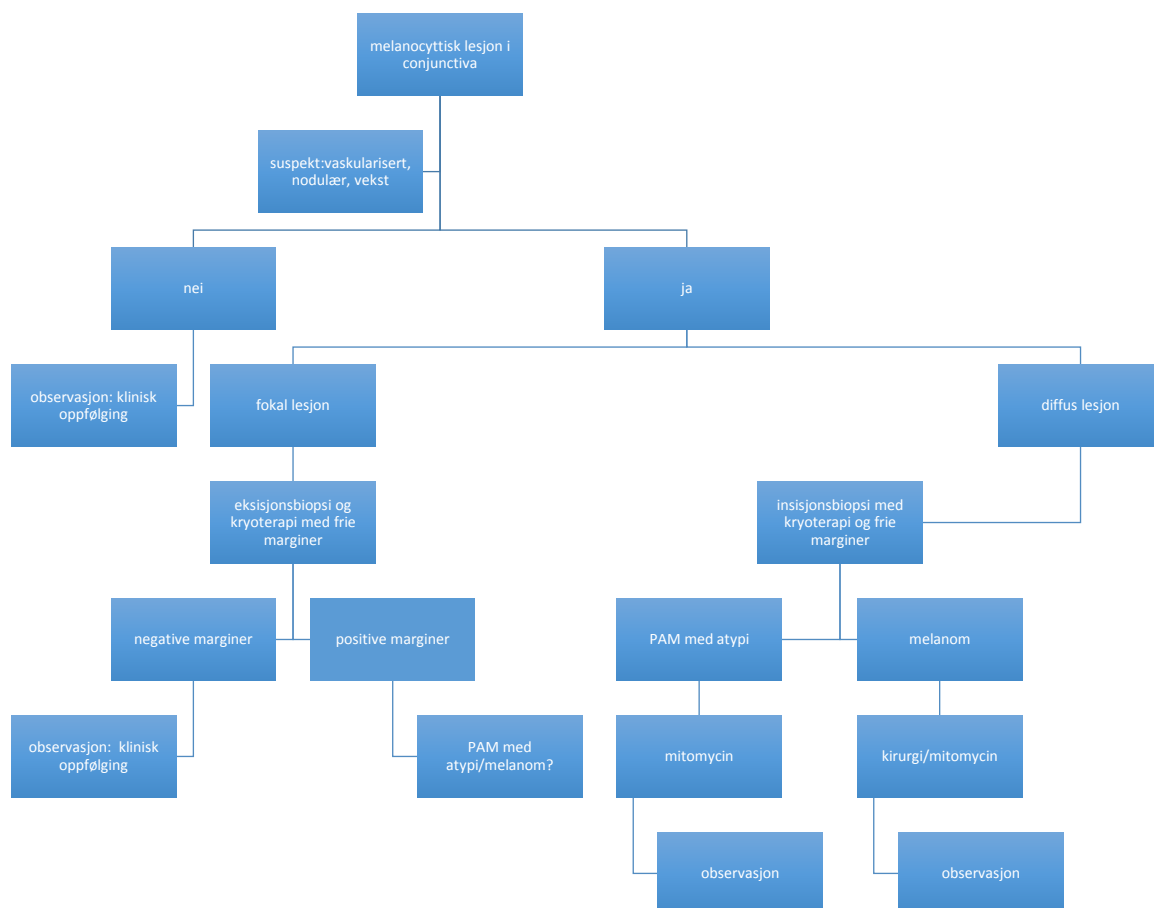 melanocyttisk lesjon i
conjunctiva
suspekt:vaskularisert,
nodulær, vekst
nei
ja
observasjon: klinisk
oppfølging
fokal lesjon
diffus lesjon
eksisjonsbiopsi og
kryoterapi med frie
marginer
insisjonsbiopsi med
kryoterapi og frie
marginer
negative marginer
positive marginer
PAM med atypi
melanom
observasjon: klinisk
oppfølging
PAM med
atypi/melanom?
mitomycin
kirurgi/mitomycin
observasjon
observasjon